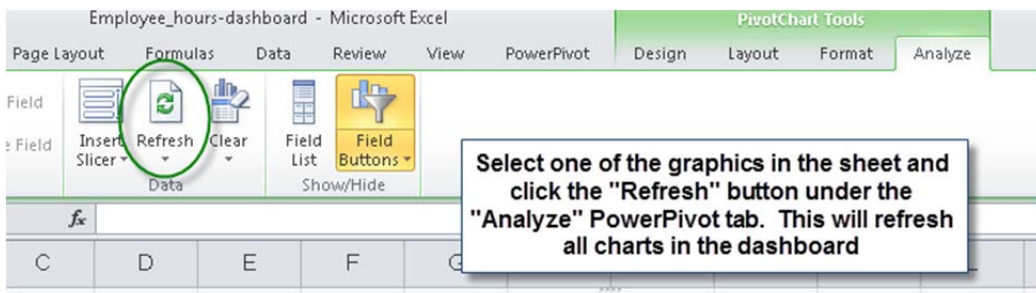 Employee_hours-dashboard - Microsoft Excel
PivotChart Tools
Page Layout Formulas Data Review View PowerPivot Design Layout Format Analyze
Field
e Field
Insert Slicer
Refresh
Clear
Field List
Field Buttons
Data
Show/Hide
Select one of the graphics in the sheet and
click the "Refresh" button under the
"Analyze" PowerPivot tab. This will refresh
all charts in the dashboard
fx
C D E F G